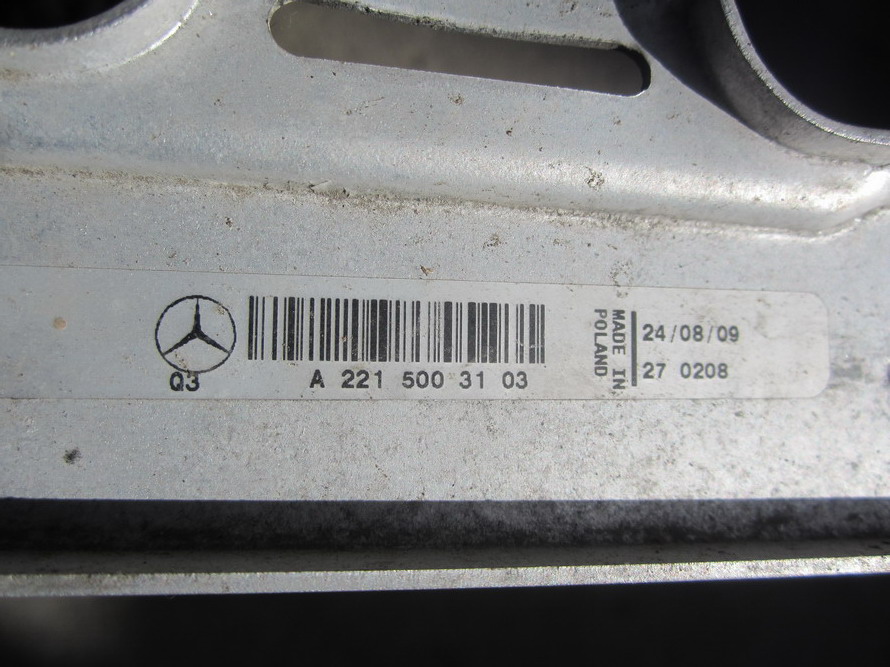 Q3
A 221 500 31 03
MADE IN
POLAND
24/08/09
27 0208